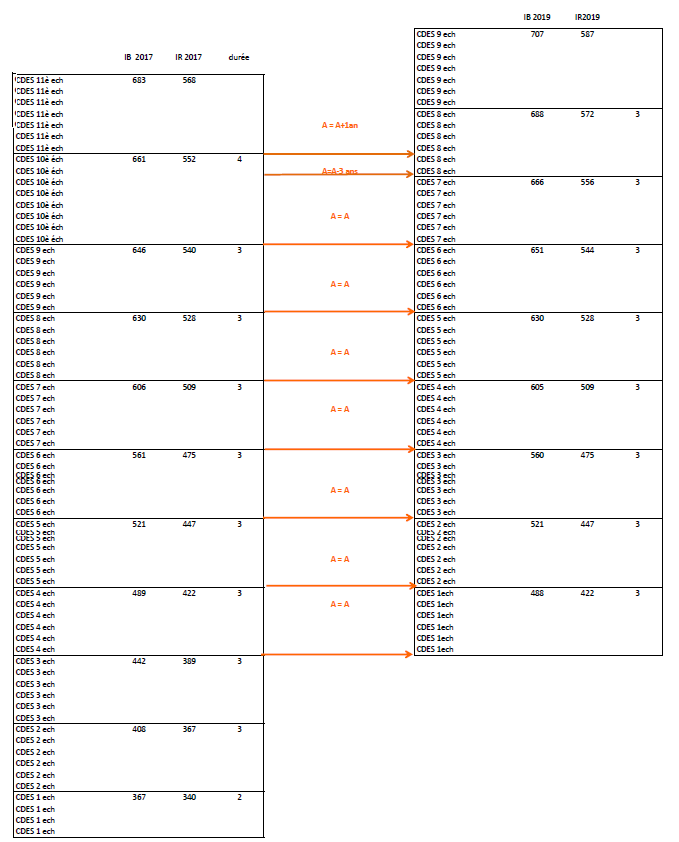 IB 2017 IR 2017 durée
CDES 11è ech 683 568
CDES 11è ech
CDES 11è ech
CDES 11è ech
CDES 11è ech
CDES 11è ech
CDES 11è ech
CDES 10è éch 661 552 4
CDES 10è éch
CDES 10è éch
CDES 10è éch
CDES 10è éch
CDES 10è éch
CDES 10è éch
CDES 10è éch
CDES 9 ech 646 540 3
CDES 9 ech
CDES 9 ech
CDES 9 ech
CDES 9 ech
CDES 9 ech
CDES 8 ech 630 528 3
CDES 8 ech
CDES 8 ech
CDES 8 ech
CDES 8 ech
CDES 8 ech
CDES 7 ech 606 509 3
CDES 7 ech
CDES 7 ech
CDES 7 ech
CDES 7 ech
CDES 7 ech
CDES 6 ech 561 475 3
CDES 6 ech
CDES 6 ech
CDES 6 ech
CDES 6 ech
CDES 6 ech
CDES 6 ech
CDES 5 ech 521 447 3
CDES 5 ech
CDES 5 ech
CDES 5 ech
CDES 5 ech
CDES 5 ech
CDES 5 ech
CDES 4 ech 489 422 3
CDES 4 ech
CDES 4 ech
CDES 4 ech
CDES 4 ech
CDES 4 ech
CDES 3 ech 442 389 3
CDES 3 ech
CDES 3 ech
CDES 3 ech
CDES 3 ech
CDES 3 ech
CDES 2 ech 408 367 3
CDES 2 ech
CDES 2 ech
CDES 2 ech
CDES 2 ech
CDES 2 ech
CDES 1 ech 367 340 2
CDES 1 ech
CDES 1 ech
CDES 1 ech
A = A+1an
A=A-3 ans
A = A
A = A
A = A
A = A
A = A
A = A
A = A
IB 2019 IR2019
CDES 9 ech 707 587
CDES 9 ech
CDES 9 ech
CDES 9 ech
CDES 9 ech
CDES 9 ech
CDES 9 ech
CDES 8 ech 688 572 3
CDES 8 ech
CDES 8 ech
CDES 8 ech
CDES 8 ech
CDES 8 ech
CDES 7 ech 666 556 3
CDES 7 ech
CDES 7 ech
CDES 7 ech
CDES 7 ech
CDES 7 ech
CDES 6 ech 651 544 3
CDES 6 ech
CDES 6 ech
CDES 6 ech
CDES 6 ech
CDES 6 ech
CDES 5 ech 630 528 3
CDES 5 ech
CDES 5 ech
CDES 5 ech
CDES 5 ech
CDES 5 ech
CDES 4 ech 605 509 3
CDES 4 ech
CDES 4 ech
CDES 4 ech
CDES 4 ech
CDES 4 ech
CDES 3 ech 560 475 3
CDES 3 ech
CDES 3 ech
CDES 3 ech
CDES 3 ech
CDES 3 ech
CDES 3 ech
CDES 2 ech 521 447 3
CDES 2 ech
CDES 2 ech
CDES 2 ech
CDES 2 ech
CDES 2 ech
CDES 2 ech
CDES 1ech 488 422 3
CDES 1ech
CDES 1ech
CDES 1ech
CDES 1ech
CDES 1ech